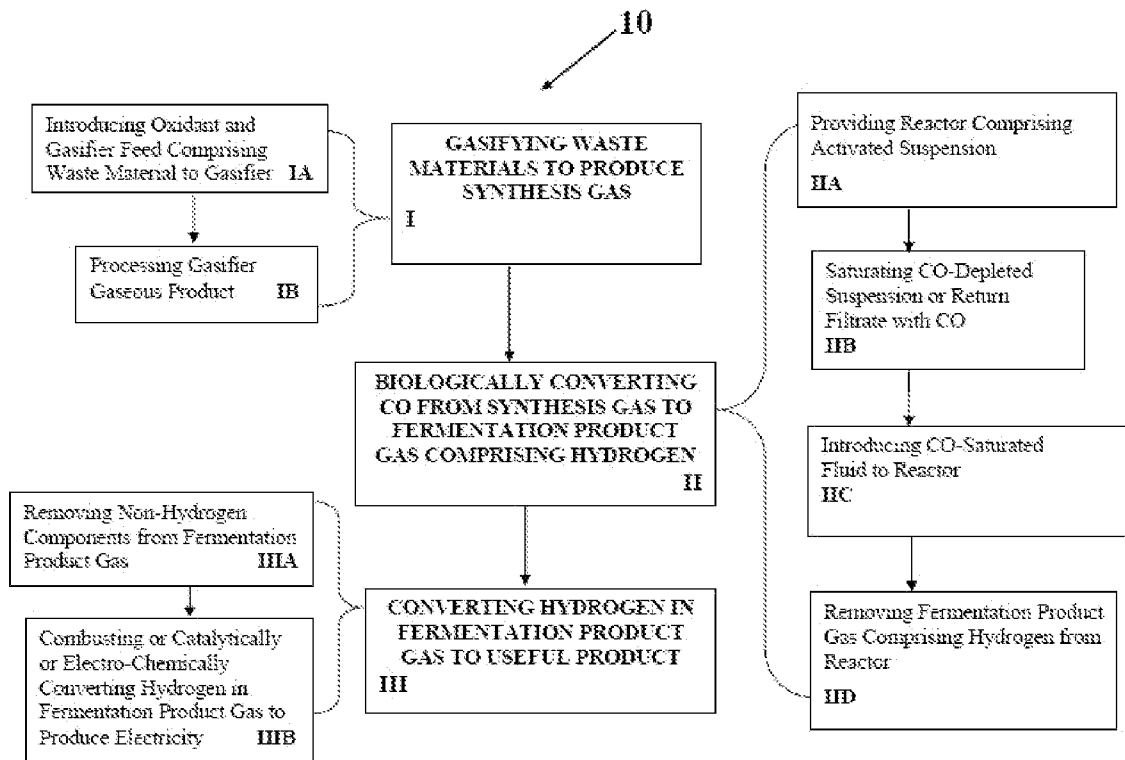 10
Introducing Oxidant and
Gasifier Feed Comprising
Waste Material to Gasifier IA
Processing Gasifier
Gaseous Product IB
GASIFYING WASTE
MATERIALS TO PRODUCE
SYNTHESIS GAS
I
Providing Reactor Comprising
Activated Suspension
IIA
Saturating CO-Depleted
Suspension or Return
Filtrate with CO
IIB
BIOLOGICALLY CONVERTING
CO FROM SYNTHESIS GAS TO
FERMENTATION PRODUCT
GAS COMPRISING HYDROGEN
II
Introducing CO-Saturated
Fluid to Reactor
IIC
Removing Fermentation Product
Gas Comprising Hydrogen from
Reactor
IID
Removing Non-Hydrogen
Components from Fermentation
Product Gas IIIA
Combusting or Catalytically
or Electro-Chemically
Converting Hydrogen in
Fermentation Product Gas to
Produce Electricity IIIB
CONVERTING HYDROGEN IN
FERMENTATION PRODUCT
GAS TO USEFUL PRODUCT
III